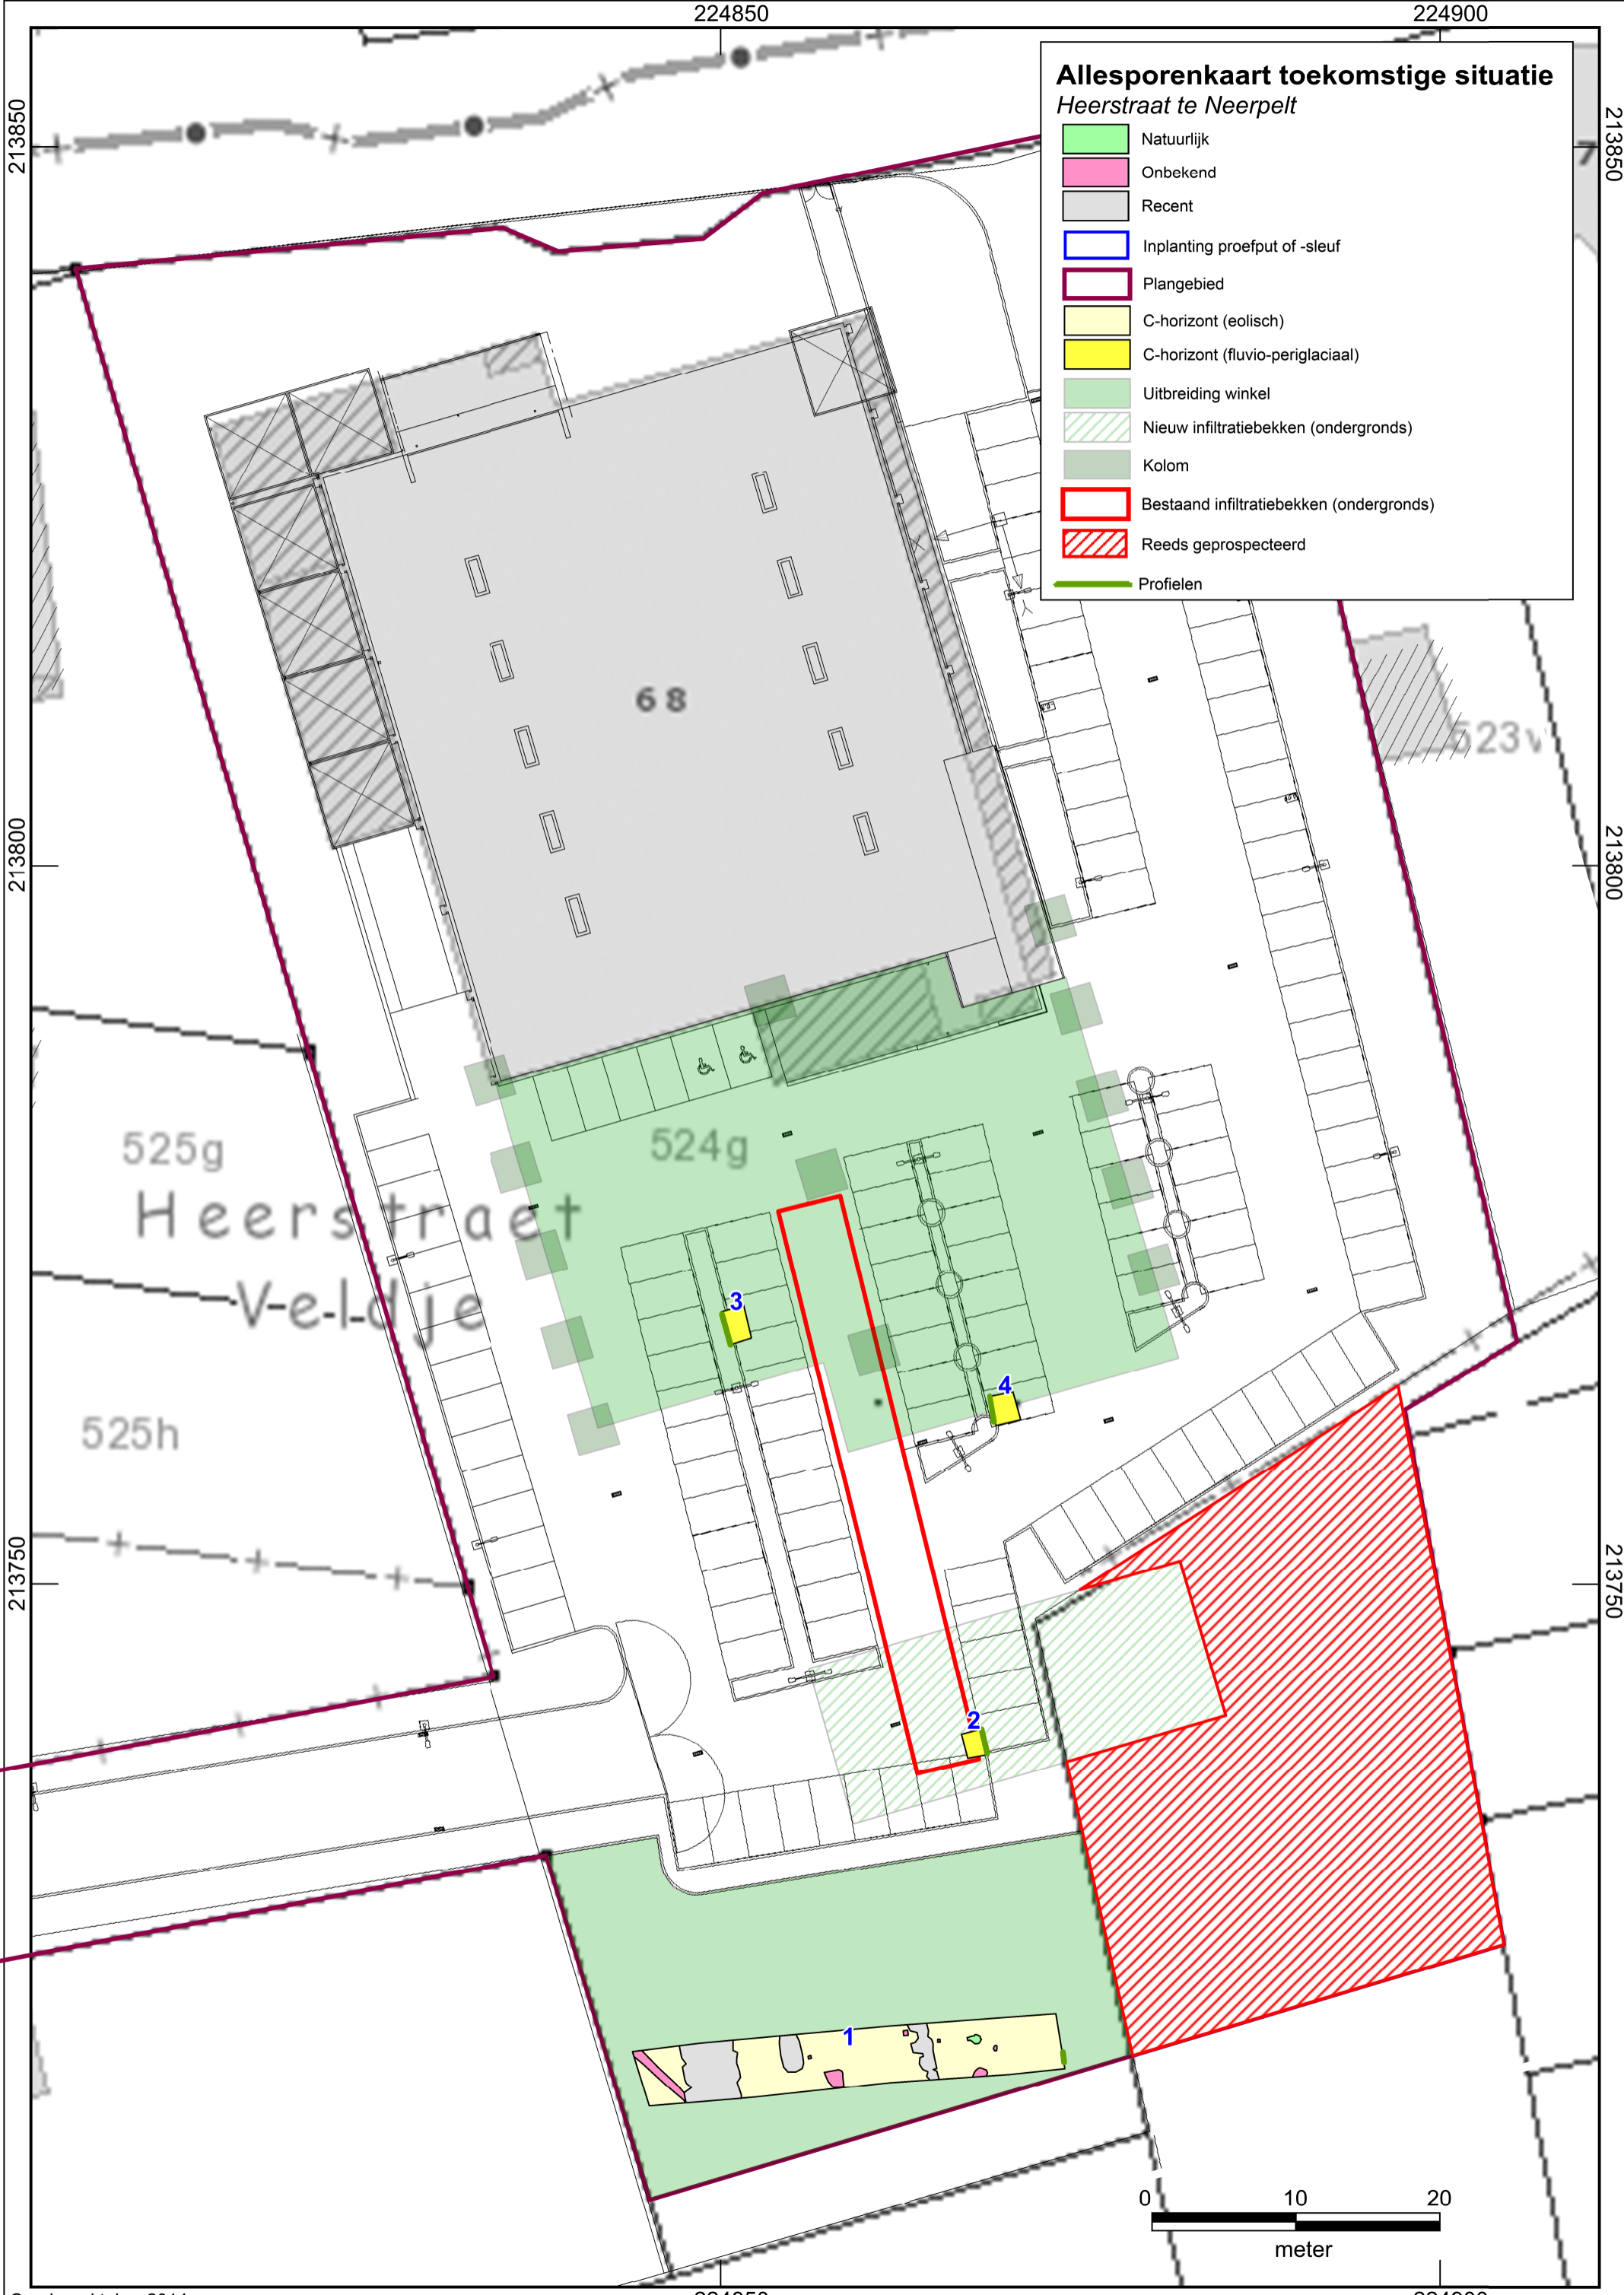 224850
224900
213850
213850
Allesporenkaart toekomstige situatie
Heerstraat te Neerpelt
Natuurlijk
Onbekend
Recent
Inplanting proefput of -sleuf
Plangebied
C-horizont (eolisch)
C-horizont (fluvio-periglaciaal)
Uitbreiding winkel
Nieuw infiltratiebekken (ondergronds)
Kolom
Bestaand infiltratiebekken (ondergronds)
Reeds geprospecteerd
Profielen
7
68
523v
213800
213800
525g
524g
Heerstraet
Veldje
3
4
525h
213750
213750
2
1
0 10 20
meter